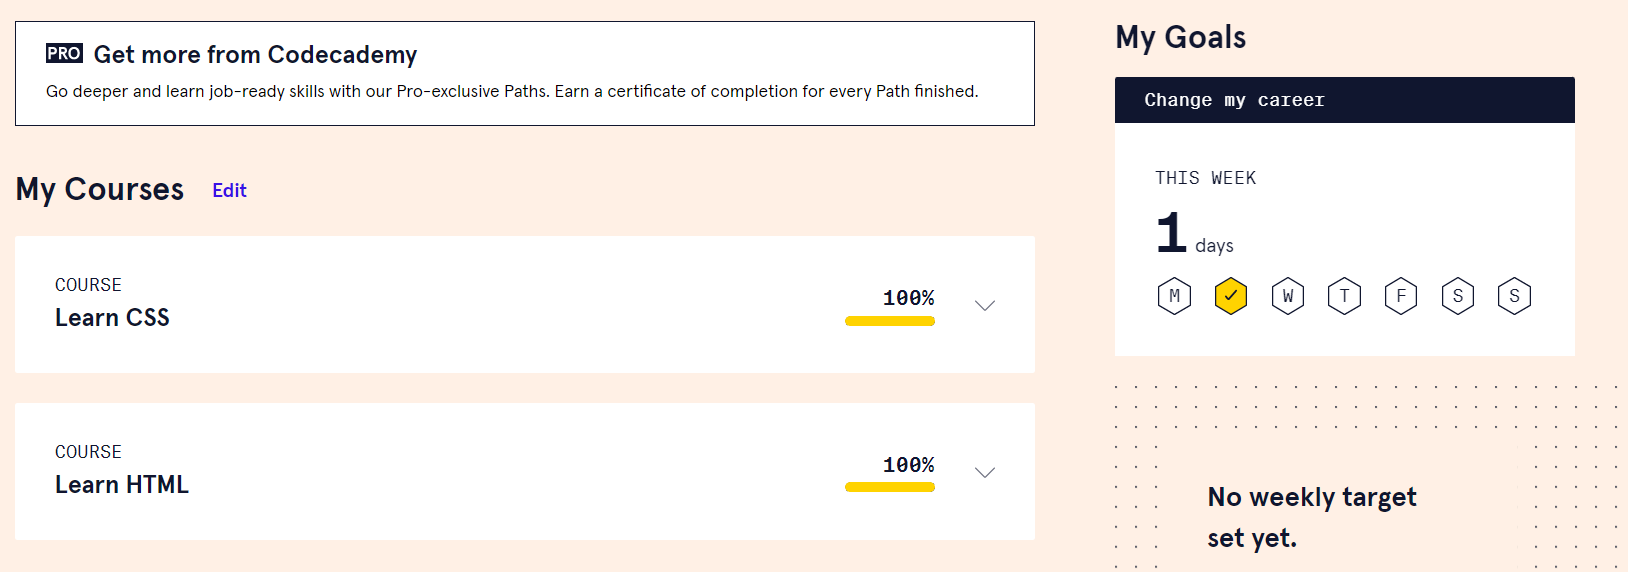 PRO Get more from Codecademy
Go deeper and learn job-ready skills with our Pro-exclusive Paths. Earn a certificate of completion for every Path finished.
My Courses Edit
COURSE
Learn CSS
100%
COURSE
Learn HTML
100%
My Goals
Change my career
THIS WEEK
1 days
M W T F S S
No weekly target
set yet.